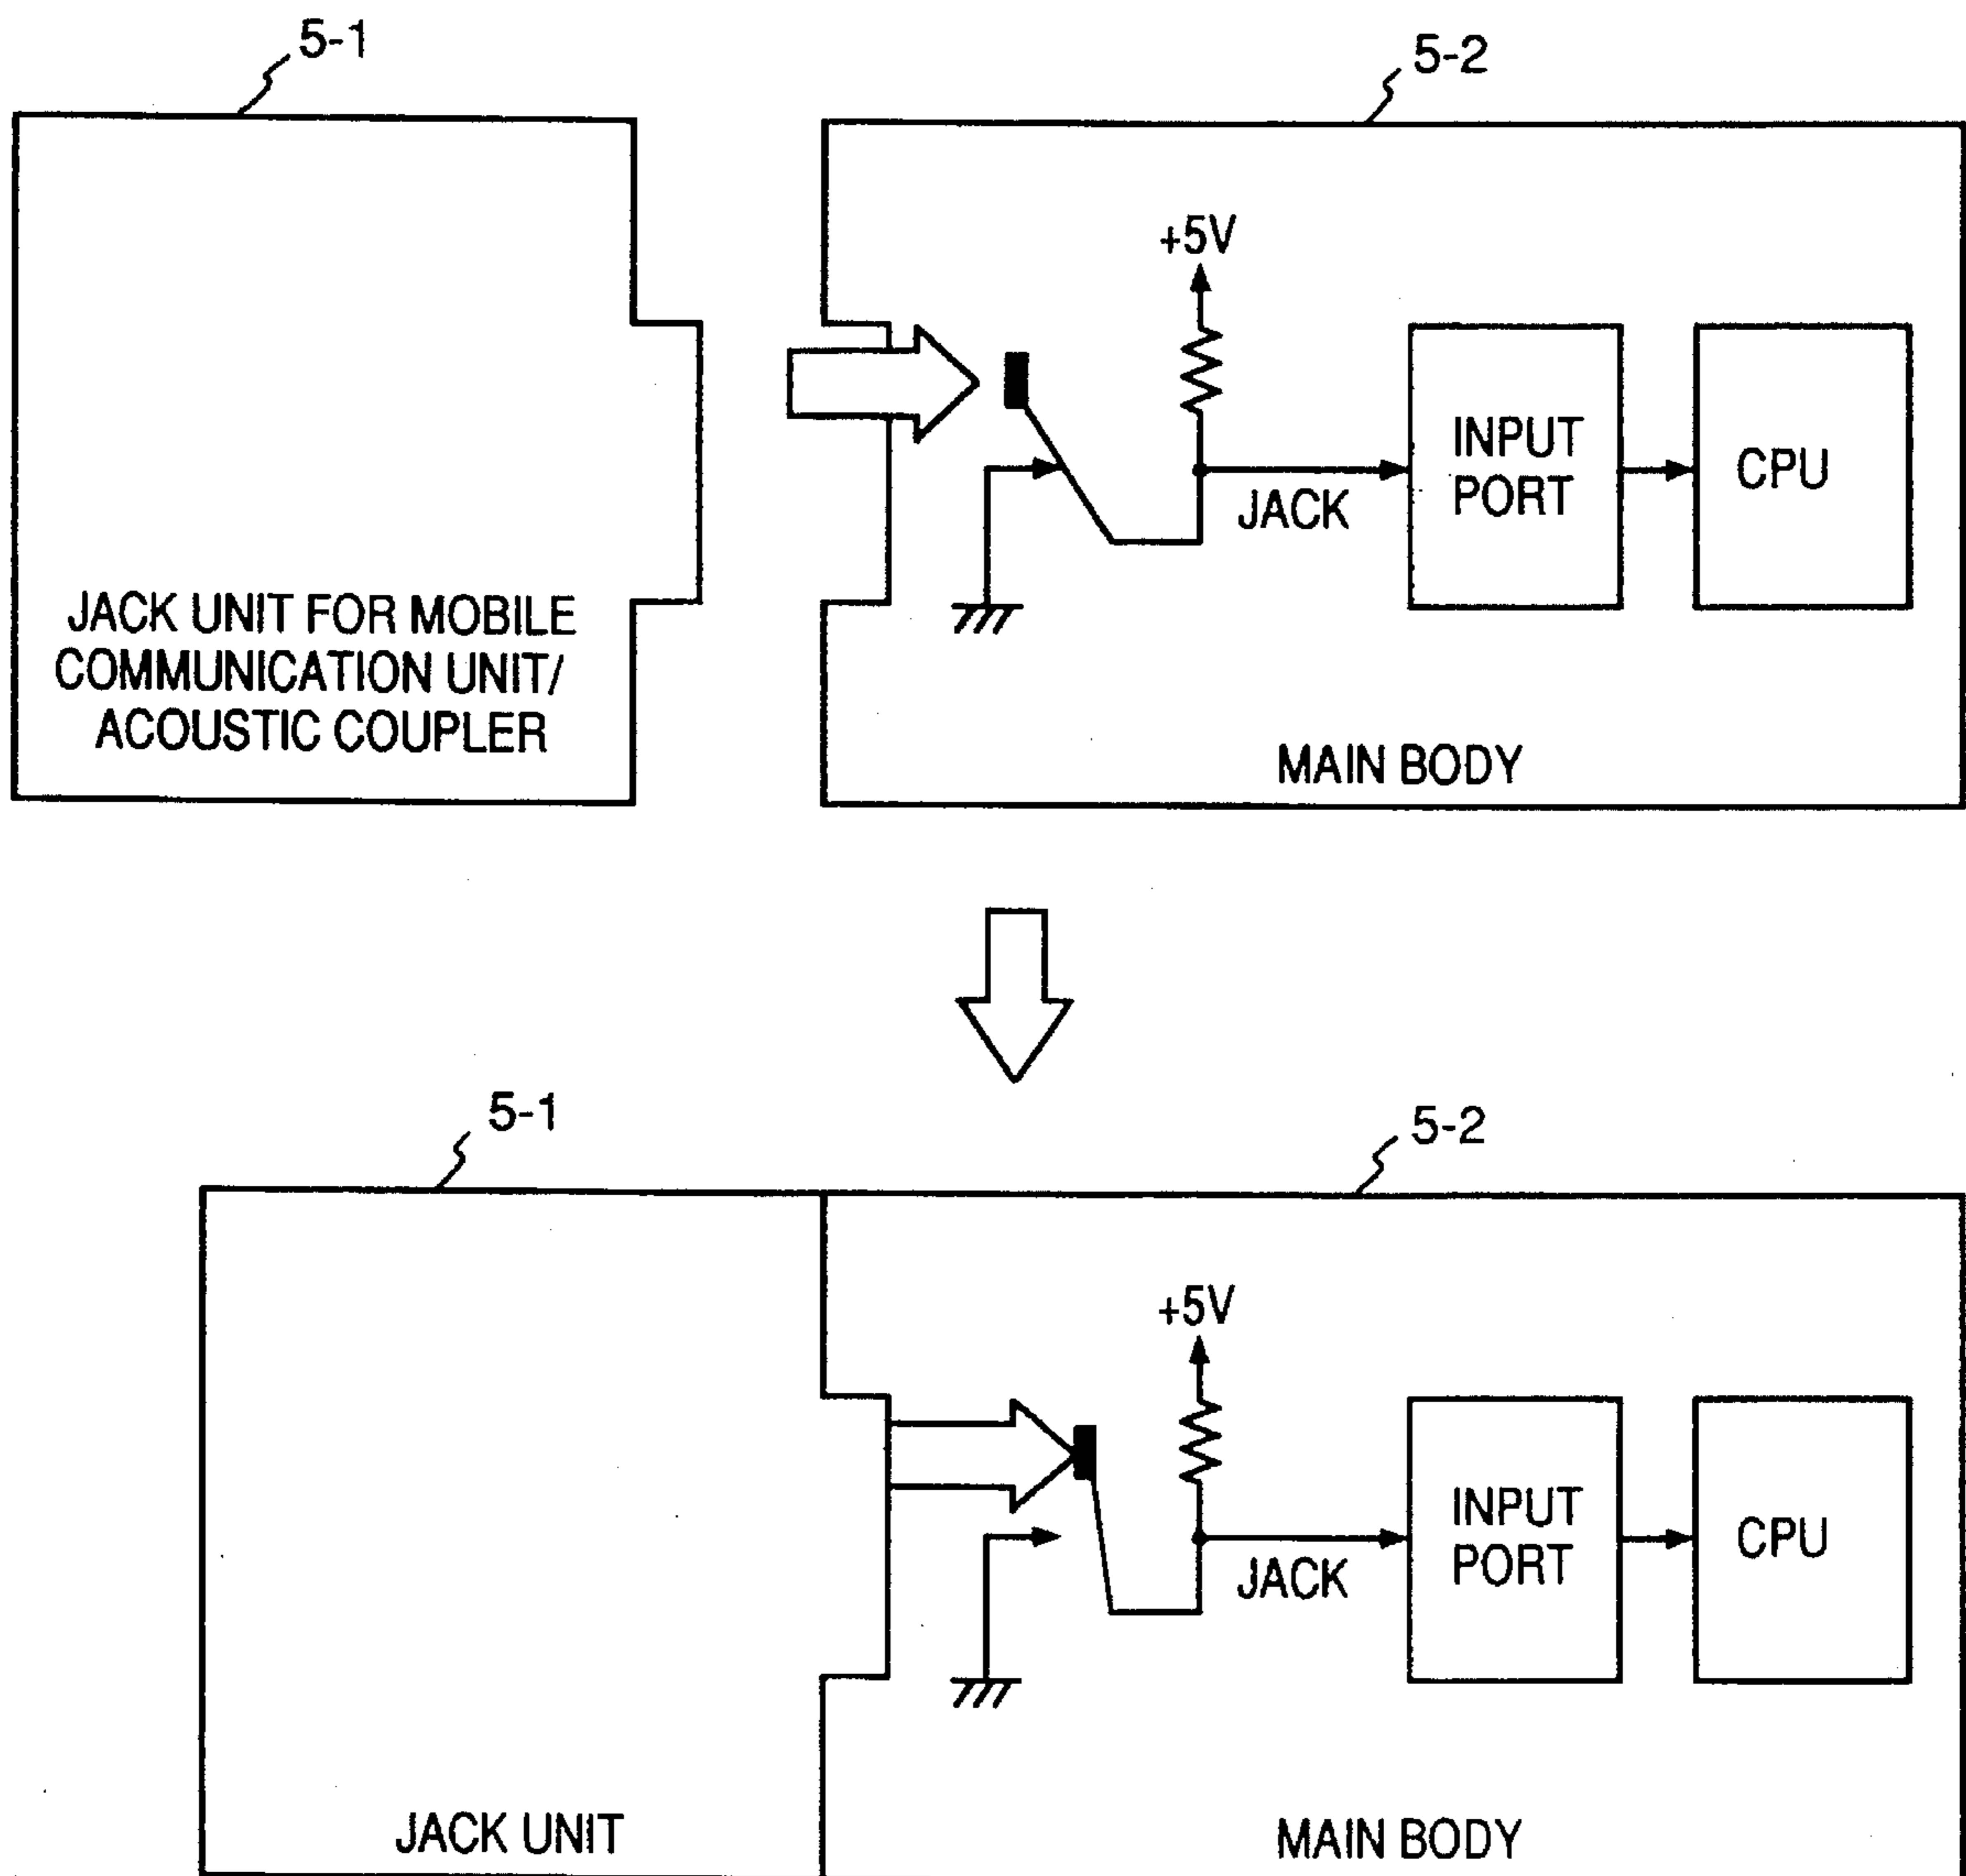 5-1
5-2
+5V
INPUT
PORT
CPU
JACK
JACK UNIT FOR MOBILE
COMMUNICATION UNIT/
ACOUSTIC COUPLER
MAIN BODY
5-1
5-2
+5V
INPUT
PORT
CPU
JACK
JACK UNIT
MAIN BODY